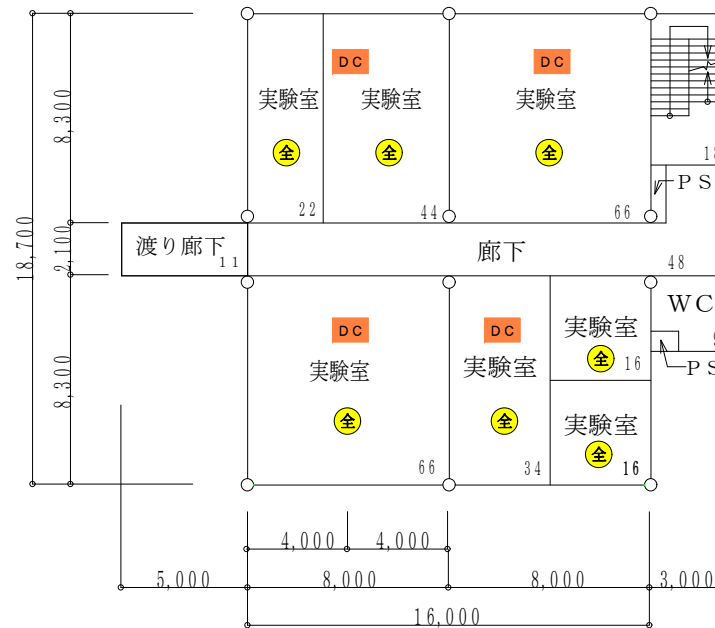 DC
DC
実験室
実験室
実験室
全
全
全
22
44
66
18
PS
8,300
2,100
8,300
18,700
渡り廊下
11
廊下
48
WC
DC
DC
実験室
実験室
実験室
実験室
全
全
全
全
16
66
34
16
PS
4,000
4,000
5,000
8,000
8,000
3,000
16,000